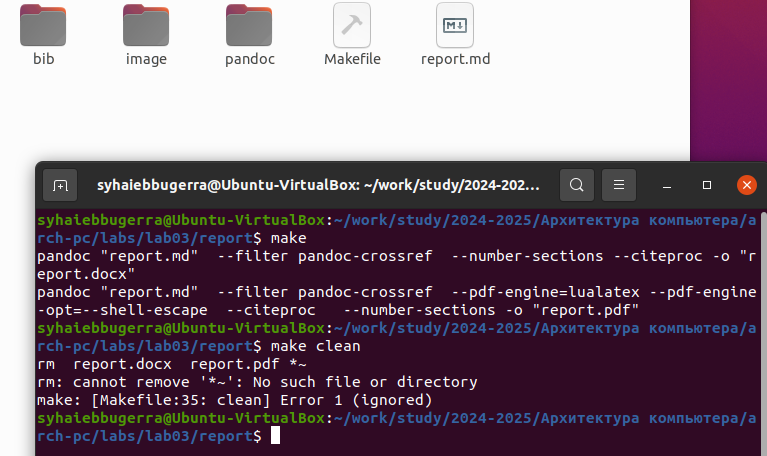 bib image pandoc Makefile report.md
syhaiebbugerra@Ubuntu-VirtualBox: ~/work/study/2024-202...
syhaiebbugerra@Ubuntu-VirtualBox:~/work/study/2024-2025/Архитектура компьютера/a
rch-pc/labs/lab03/report$ make
pandoc "report.md"  --filter pandoc-crossref  --number-sections --citeproc -o "r
eport.docx"
pandoc "report.md"  --filter pandoc-crossref  --pdf-engine=lualatex --pdf-engine
-opt=--shell-escape  --citeproc   --number-sections -o "report.pdf"
syhaiebbugerra@Ubuntu-VirtualBox:~/work/study/2024-2025/Архитектура компьютера/a
rch-pc/labs/lab03/report$ make clean
rm  report.docx  report.pdf *~
rm: cannot remove '*~': No such file or directory
make: [Makefile:35: clean] Error 1 (ignored)
syhaiebbugerra@Ubuntu-VirtualBox:~/work/study/2024-2025/Архитектура компьютера/a
rch-pc/labs/lab03/report$